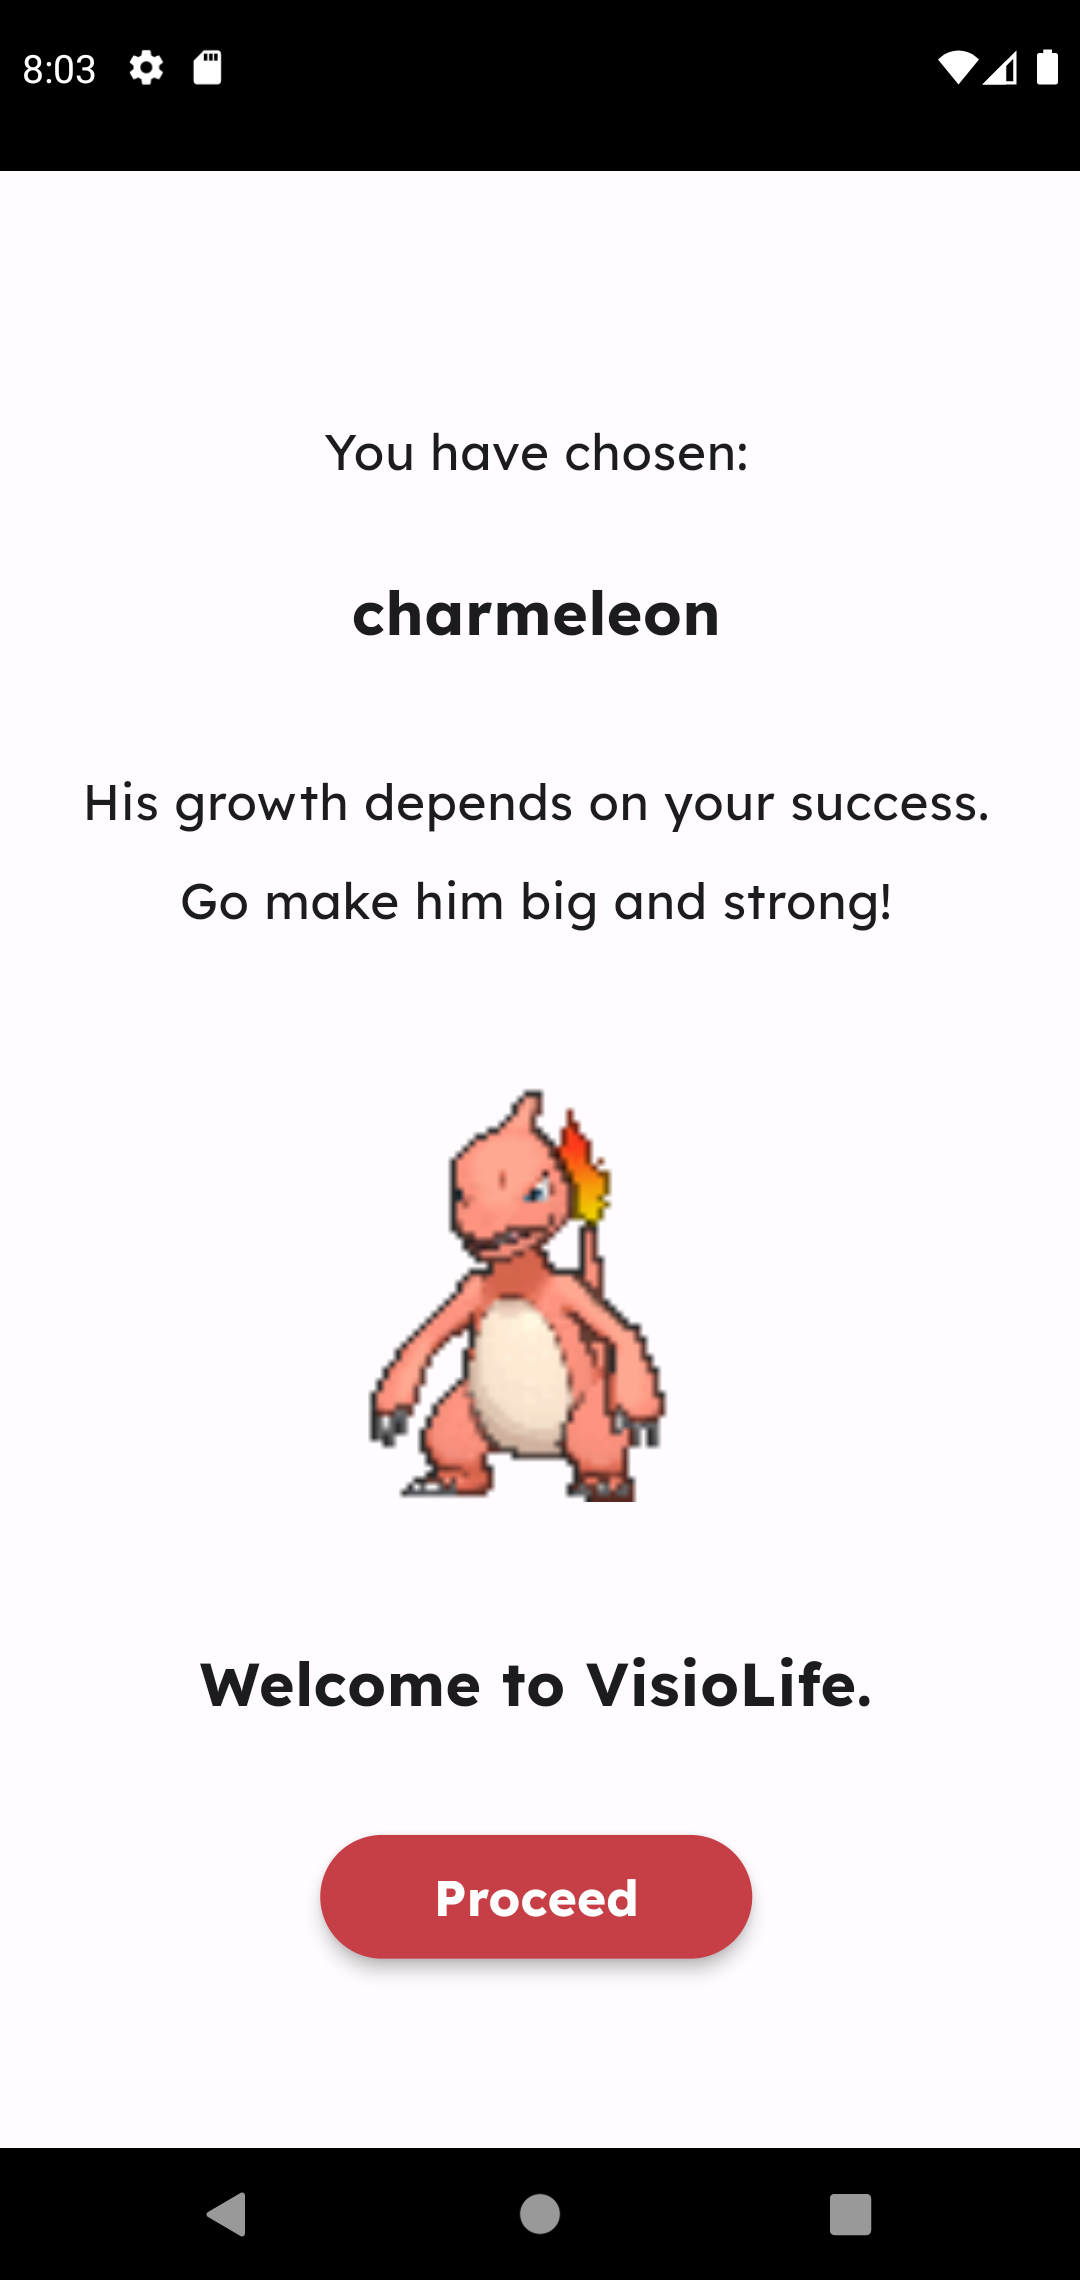 8:03
You have chosen:
charmeleon
His growth depends on your success.
Go make him big and strong!
Welcome to VisioLife.
Proceed